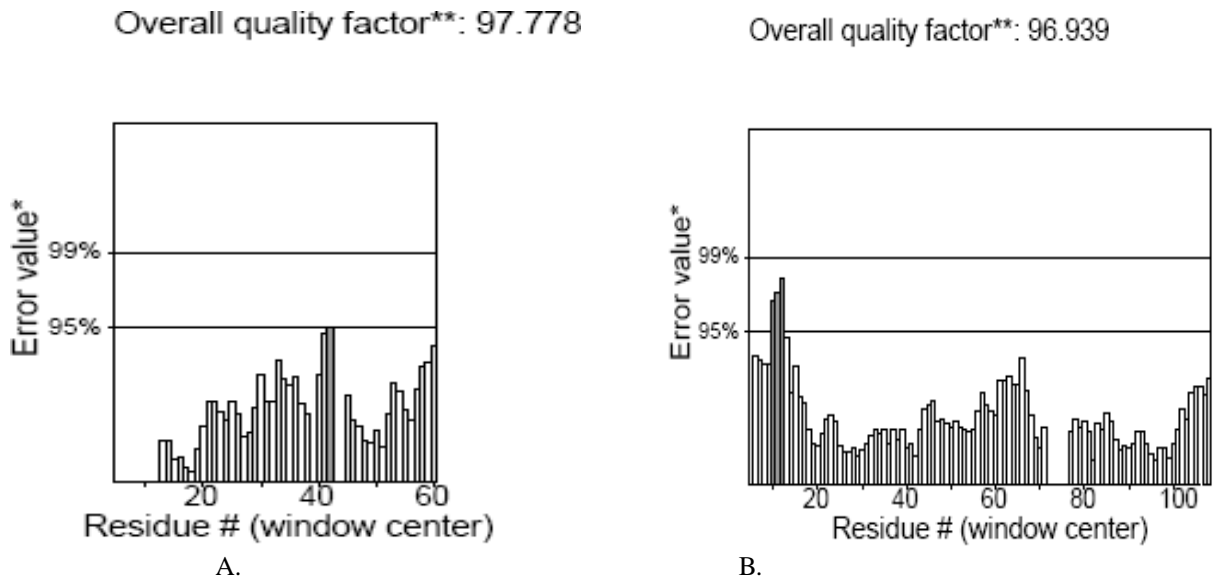 Overall quality factor**: 97.778
Error value*
99%
95%
20 40 60
Residue # (window center)
A.
Overall quality factor**: 96.939
Error value*
99%
95%
20 40 60 80 100
Residue # (window center)
B.